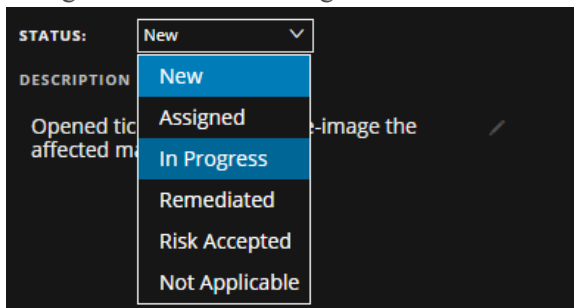 STATUS: New
DESCRIPTION
New
Assigned
In Progress
Remediated
Risk Accepted
Not Applicable
Opened tic
-image the
affected ma